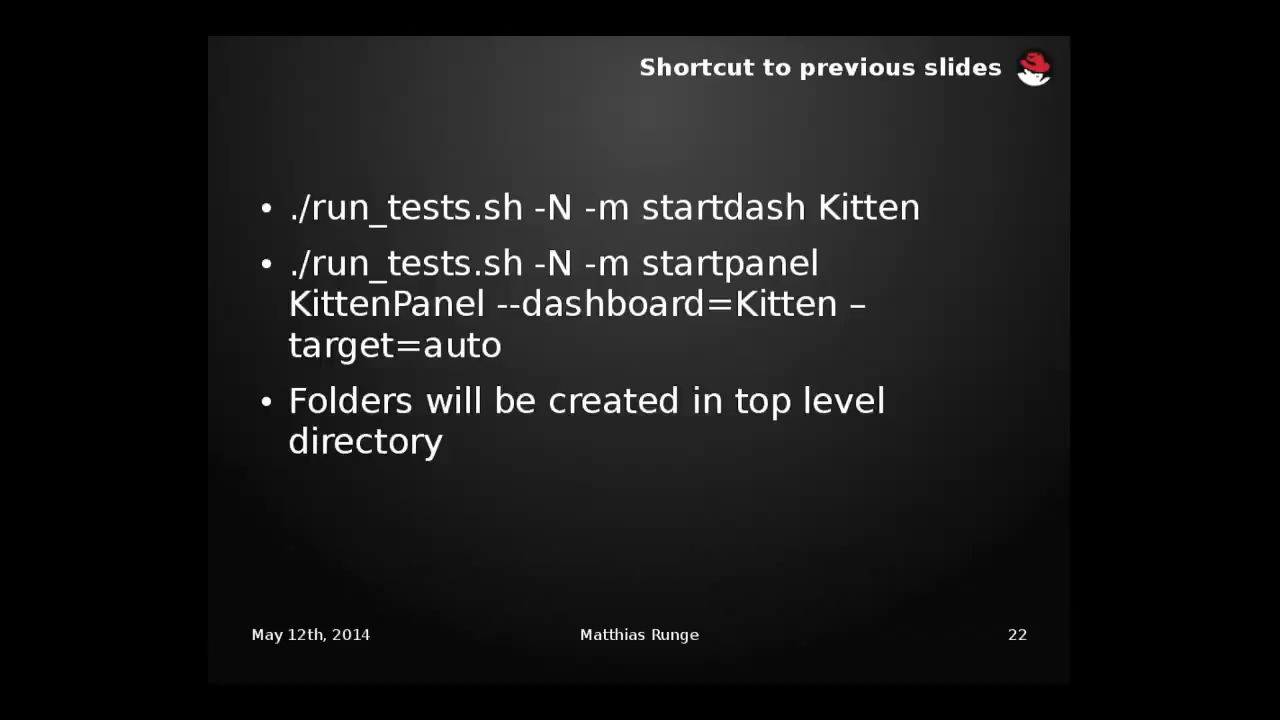 Shortcut to previous slides
• ./run_tests.sh -N -m startdash Kitten
• ./run_tests.sh -N -m startpanel
KittenPanel --dashboard=Kitten –
target=auto
• Folders will be created in top level
directory
May 12th, 2014 Matthias Runge 22